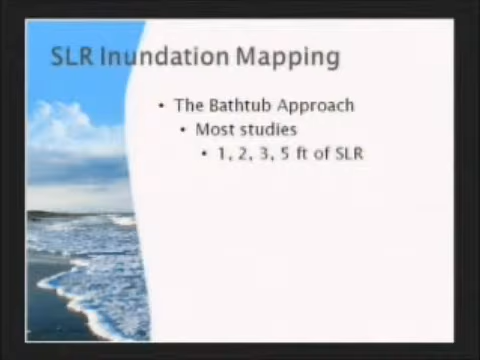 SLR Inundation Mapping
• The Bathtub Approach
• Most studies
• 1, 2, 3, 5 ft of SLR